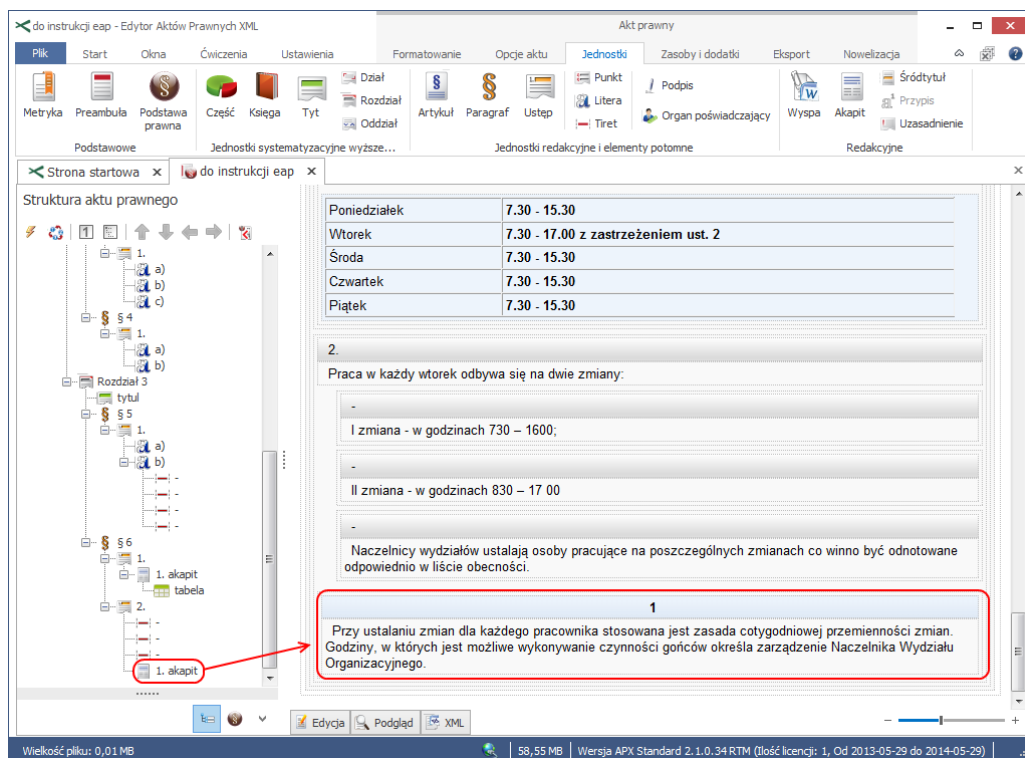 do instrukcji eap - Edytor Aktów Prawnych XML
Akt prawny
Plik Start Okna Ćwiczenia Ustawienia Formatowanie Opcje aktu Jednostki Zasoby i dodatki Eksport Nowelizacja
Metryka Preambuła Podstawa prawna
Podstawowe
Część Księga Tyt
Dział
Rozdział
Oddział
Jednostki systematyzacyjne wyższe...
Artykuł Paragraf Ustęp
Punkt
Litera
Tiret
Podpis
Organ poświadczający
Jednostki redakcyjne i elementy potomne
Wyspa Akapit
Śródtytuł
Przypis
Uzasadnienie
Redakcyjne
Strona startowa x do instrukcji eap x
Struktura aktu prawnego
1.
a)
b)
c)
§ 4
1.
a)
b)
Rozdział 3
tytul
§ 5
1.
a)
b)
-
-
-
-
§ 6
1.
1. akapit
tabela
2.
-
-
-
1. akapit
Poniedziałek 7.30 - 15.30
Wtorek 7.30 - 17.00 z zastrzeżeniem ust. 2
Środa 7.30 - 15.30
Czwartek 7.30 - 15.30
Piątek 7.30 - 15.30
2.
Praca w każdy wtorek odbywa się na dwie zmiany:
-
I zmiana - w godzinach 730 – 1600;
-
II zmiana - w godzinach 830 – 17 00
-
Naczelnicy wydziałów ustalają osoby pracujące na poszczególnych zmianach co winno być odnotowane
odpowiednio w liście obecności.
1
Przy ustalaniu zmian dla każdego pracownika stosowana jest zasada cotygodniowej przemienności zmian.
Godziny, w których jest możliwe wykonywanie czynności gońców określa zarządzenie Naczelnika Wydziału
Organizacyjnego.
Edycja Podgląd XML
Wielkość pliku: 0,01 MB 58,55 MB Wersja APX Standard 2.1.0.34 RTM (Ilość licencji: 1, Od 2013-05-29 do 2014-05-29)